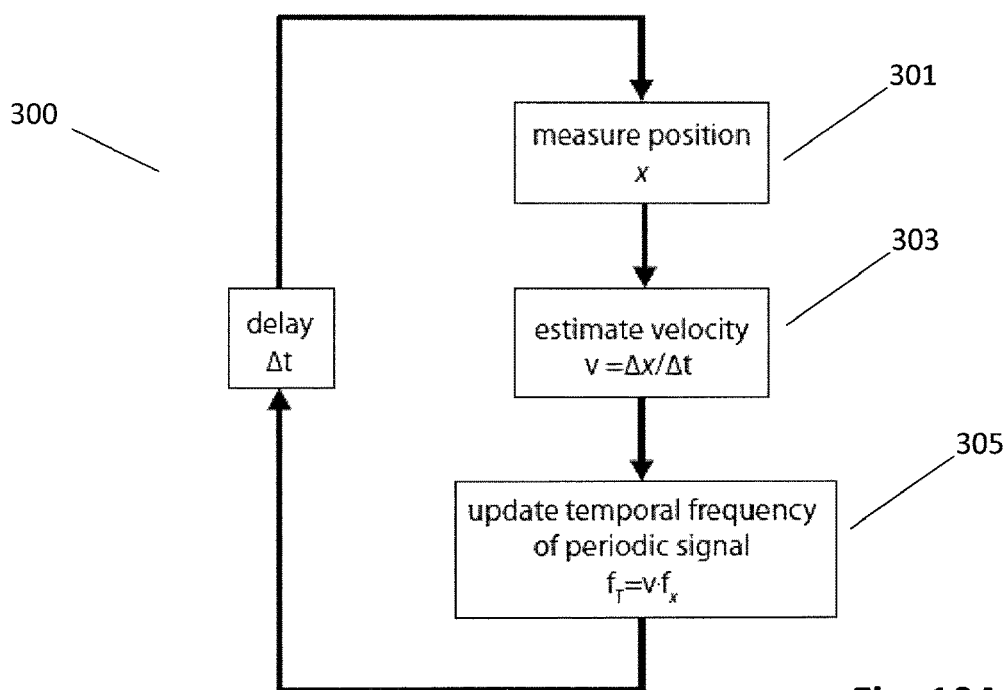 300
301
measure position
x
303
delay
Δt
estimate velocity
v =Δx/Δt
305
update temporal frequency
of periodic signal
f_T=v·f_x